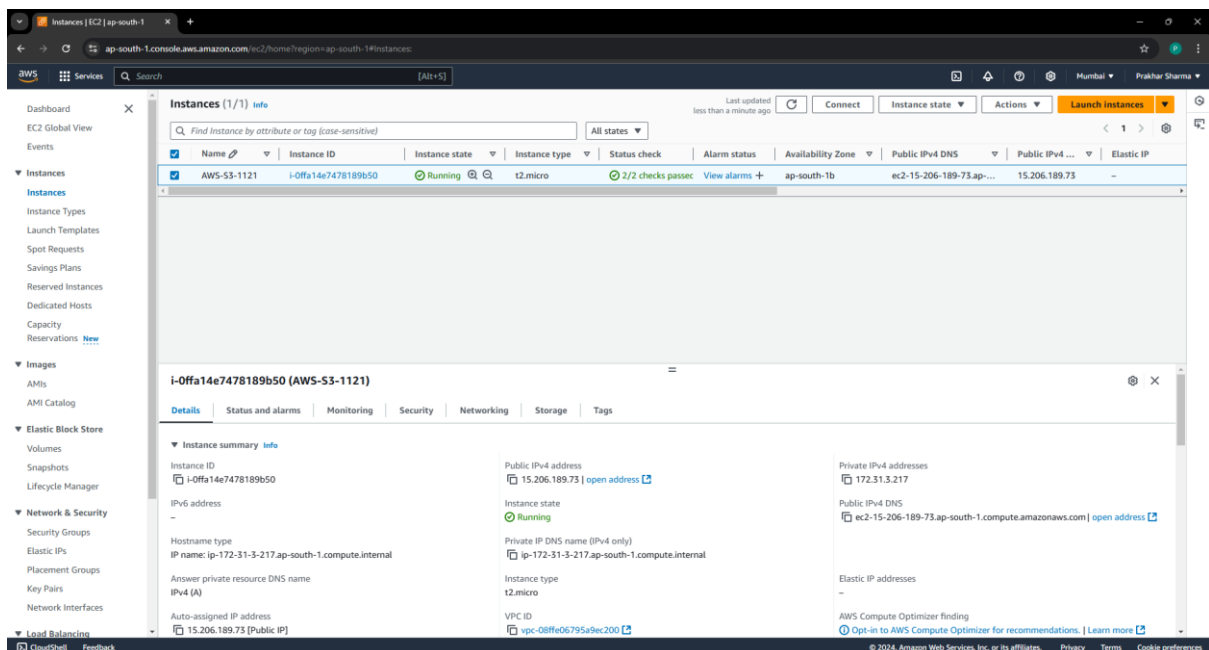 Instances | EC2 | ap-south-1
ap-south-1.console.aws.amazon.com/ec2/home?region=ap-south-1#Instances:
aws Services Search [Alt+S] Mumbai Prakhar Sharma
Dashboard
EC2 Global View
Events
Instances
Instances
Instance Types
Launch Templates
Spot Requests
Savings Plans
Reserved Instances
Dedicated Hosts
Capacity
Reservations New
Images
AMIs
AMI Catalog
Elastic Block Store
Volumes
Snapshots
Lifecycle Manager
Network & Security
Security Groups
Elastic IPs
Placement Groups
Key Pairs
Network Interfaces
Load Balancing
Instances (1/1) Info
Last updated
less than a minute ago
Connect Instance state Actions Launch instances
Find Instance by attribute or tag (case-sensitive) All states 1
Name Instance ID Instance state Instance type Status check Alarm status Availability Zone Public IPv4 DNS Public IPv4 ... Elastic IP
AWS-S3-1121 i-0ffa14e7478189b50 Running t2.micro 2/2 checks passec View alarms + ap-south-1b ec2-15-206-189-73.ap-... 15.206.189.73 –
i-0ffa14e7478189b50 (AWS-S3-1121)
Details Status and alarms Monitoring Security Networking Storage Tags
Instance summary Info
Instance ID
i-0ffa14e7478189b50
Public IPv4 address
15.206.189.73 | open address
Private IPv4 addresses
172.31.3.217
IPv6 address
–
Instance state
Running
Public IPv4 DNS
ec2-15-206-189-73.ap-south-1.compute.amazonaws.com | open address
Hostname type
IP name: ip-172-31-3-217.ap-south-1.compute.internal
Private IP DNS name (IPv4 only)
ip-172-31-3-217.ap-south-1.compute.internal
Answer private resource DNS name
IPv4 (A)
Instance type
t2.micro
Elastic IP addresses
–
Auto-assigned IP address
15.206.189.73 [Public IP]
VPC ID
vpc-08ffe06795a9ec200
AWS Compute Optimizer finding
Opt-in to AWS Compute Optimizer for recommendations. | Learn more
CloudShell Feedback © 2024, Amazon Web Services, Inc. or its affiliates. Privacy Terms Cookie preferences